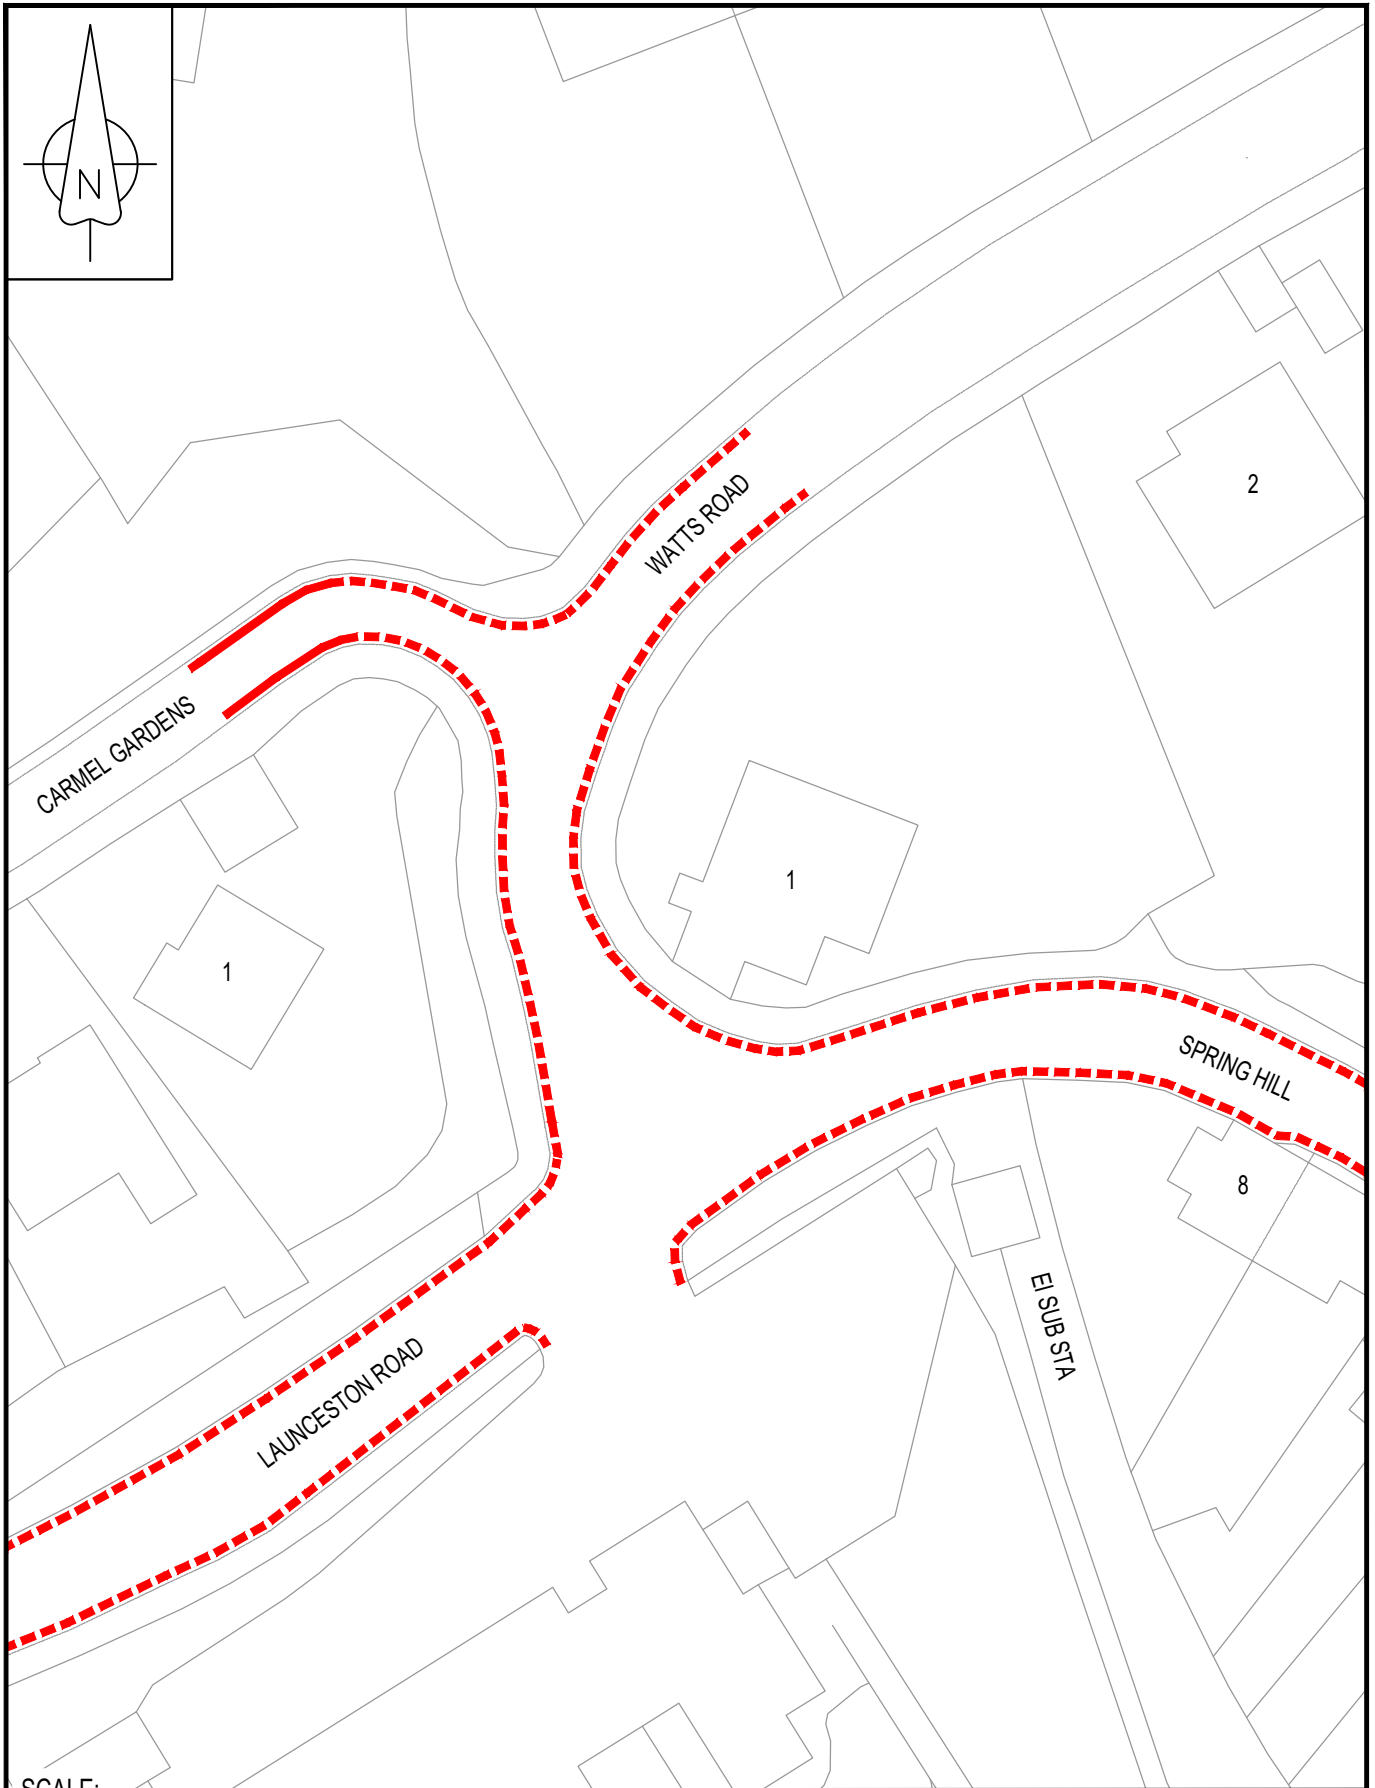 N
WATTS ROAD
2
CARMEL GARDENS
1
1
SPRING HILL
8
EI SUB STA
LAUNCESTON ROAD
SCALE: